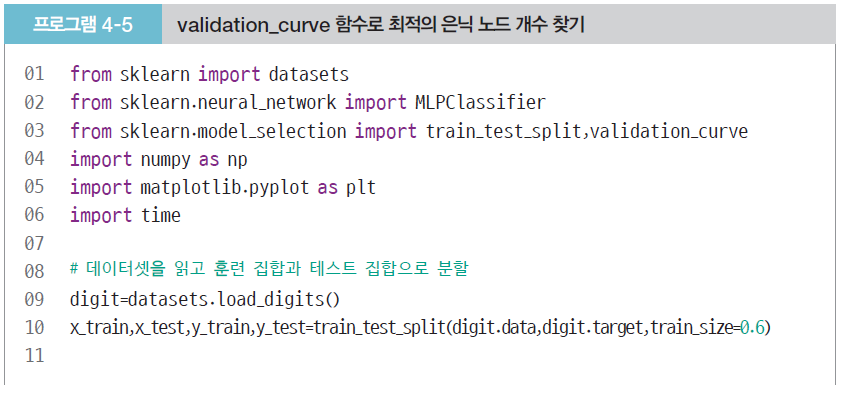 프로그램 4-5 validation_curve 함수로 최적의 은닉 노드 개수 찾기
01 from sklearn import datasets
02 from sklearn.neural_network import MLPClassifier
03 from sklearn.model_selection import train_test_split,validation_curve
04 import numpy as np
05 import matplotlib.pyplot as plt
06 import time
07
08 # 데이터셋을 읽고 훈련 집합과 테스트 집합으로 분할
09 digit=datasets.load_digits()
10 x_train,x_test,y_train,y_test=train_test_split(digit.data,digit.target,train_size=0.6)
11